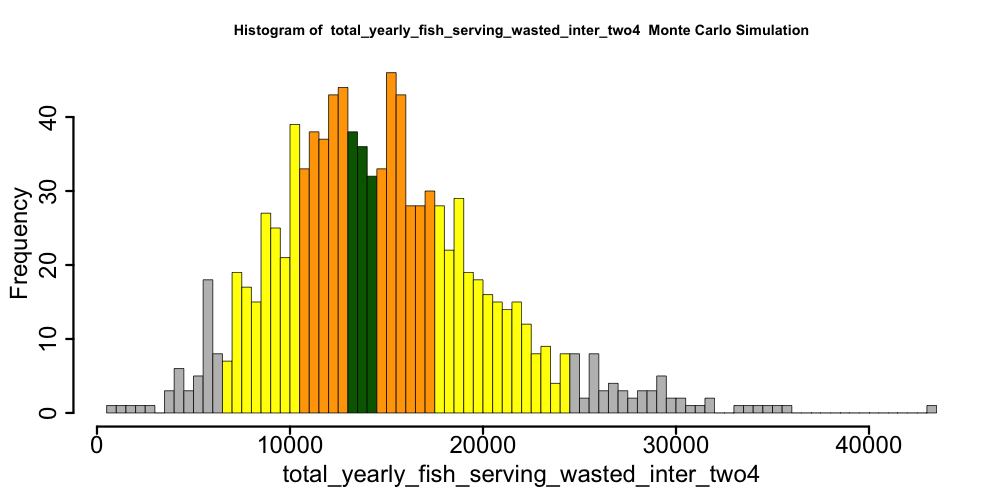 Histogram of  total_yearly_fish_serving_wasted_inter_two4  Monte Carlo Simulation
Frequency
40
30
20
10
0
0 10000 20000 30000 40000
total_yearly_fish_serving_wasted_inter_two4